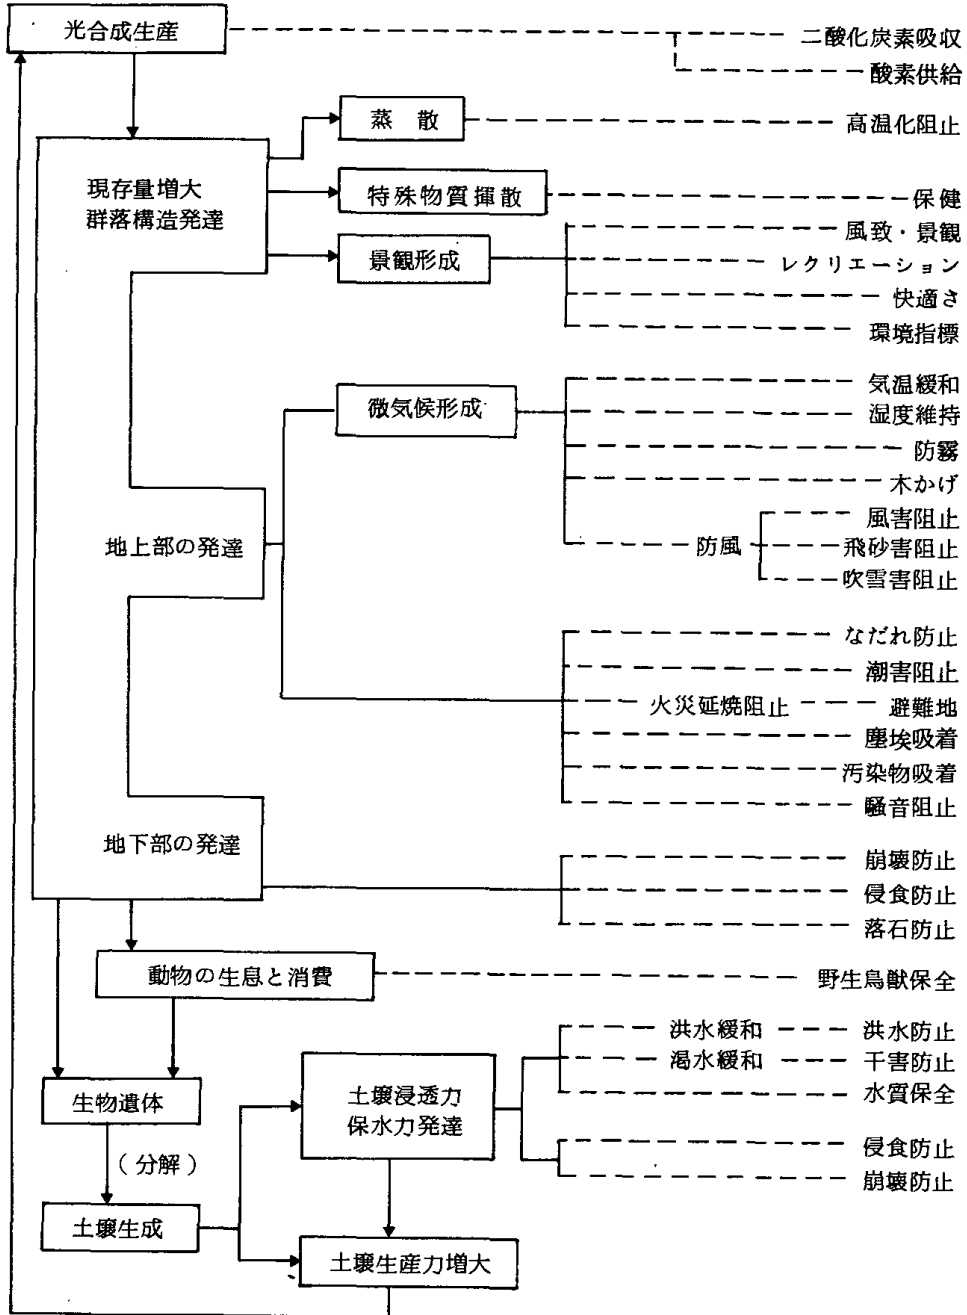 光合成生産
二酸化炭素吸収
酸素供給
蒸 散
高温化阻止
現存量増大
群落構造発達
特殊物質揮散
保健
景観形成
風致・景観
レクリエーション
快適さ
環境指標
微気候形成
気温緩和
湿度維持
防霧
木かげ
地上部の発達
防風
風害阻止
飛砂害阻止
吹雪害阻止
なだれ防止
潮害阻止
火災延焼阻止
避難地
塵埃吸着
汚染物吸着
騒音阻止
地下部の発達
崩壊防止
侵食防止
落石防止
動物の生息と消費
野生鳥獣保全
生物遺体
(分解)
土壌生成
土壌浸透力
保水力発達
洪水緩和
洪水防止
渇水緩和
干害防止
水質保全
侵食防止
崩壊防止
土壌生産力増大